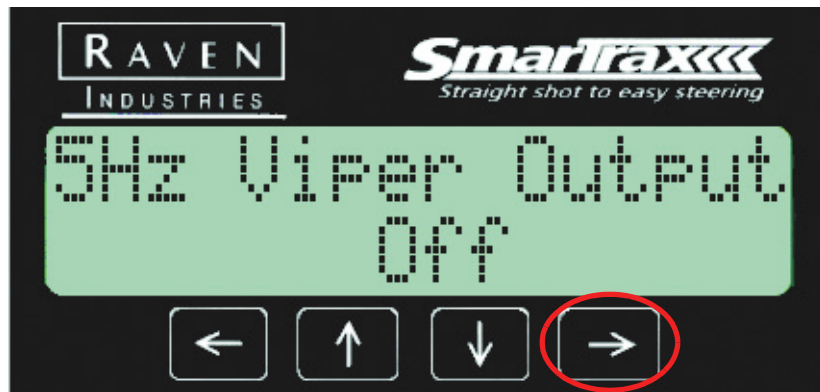 RAVEN
INDUSTRIES
SmarTrax
Straight shot to easy steering
5Hz Viper Output
Off